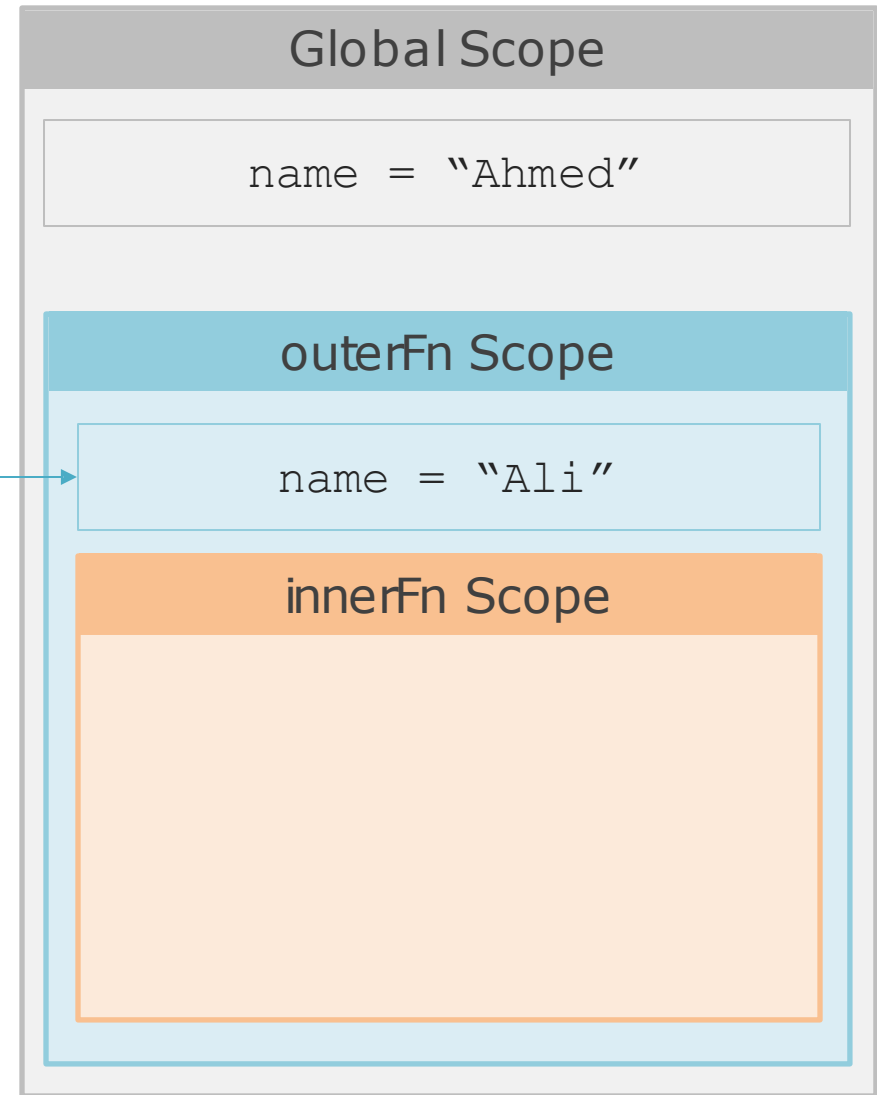 Global Scope
name = “Ahmed”
outerFn Scope
name = “Ali”
innerFn Scope